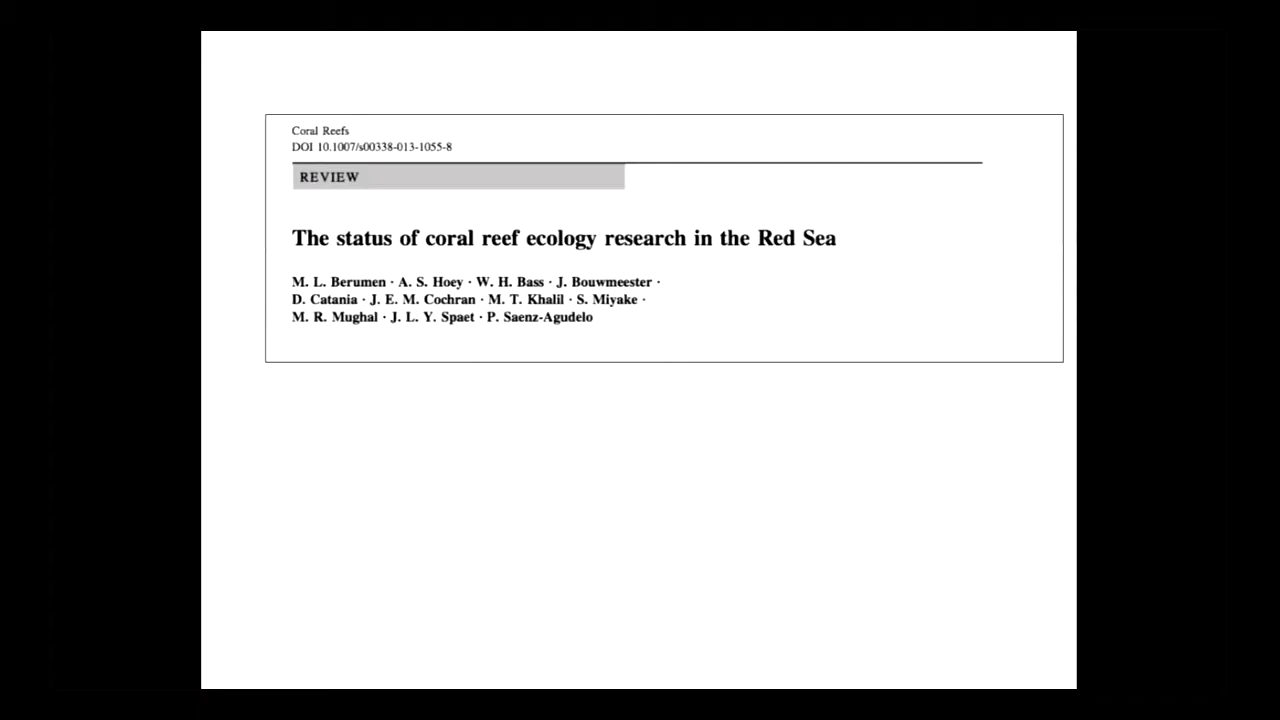 Coral Reefs
DOI 10.1007/s00338-013-1055-8
REVIEW
The status of coral reef ecology research in the Red Sea
M. L. Berumen · A. S. Hoey · W. H. Bass · J. Bouwmeester ·
D. Catania · J. E. M. Cochran · M. T. Khalil · S. Miyake ·
M. R. Mughal · J. L. Y. Spaet · P. Saenz-Agudelo